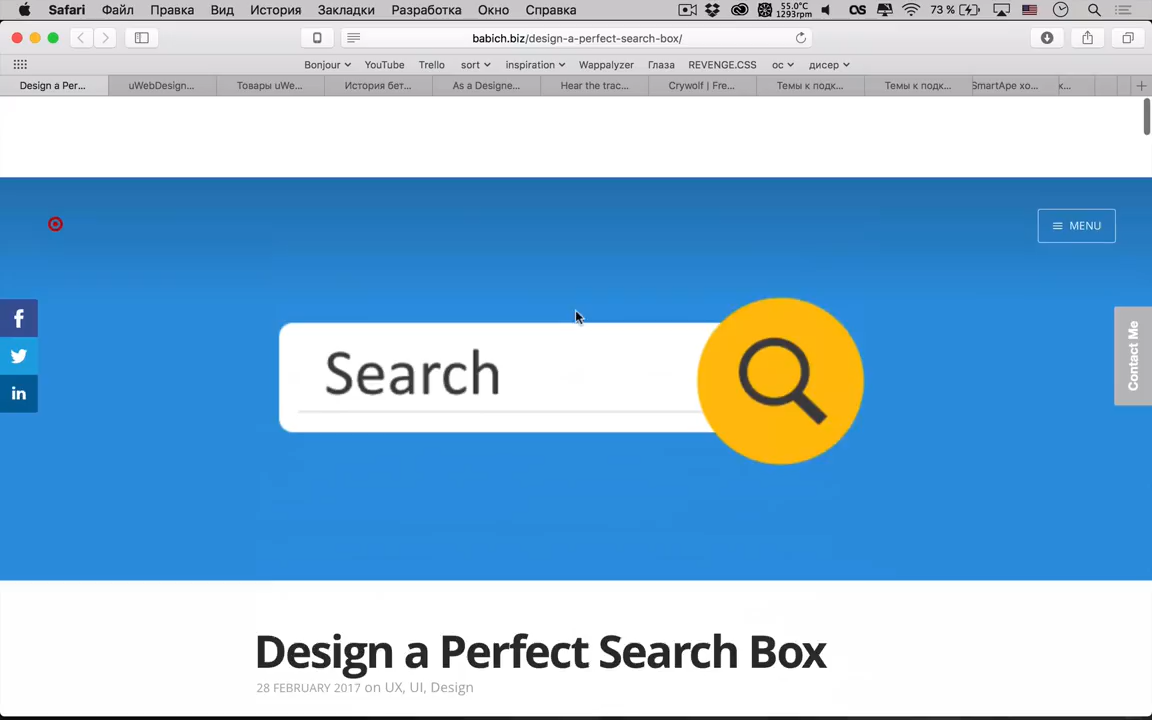 Safari Файл Правка Вид История Закладки Разработка Окно Справка 55.0°C 1293rpm 73 %
babich.biz/design-a-perfect-search-box/
Bonjour YouTube Trello sort inspiration Wappalyzer Глаза REVENGE.CSS ос дисер
Design a Per... uWebDesign... Товары uWe... История бет... As a Designe... Hear the trac... Crywolf | Fre... Темы к подк... Темы к подк... SmartApe хо... к...
MENU
Search
Contact Me
Design a Perfect Search Box
28 FEBRUARY 2017 on UX, UI, Design